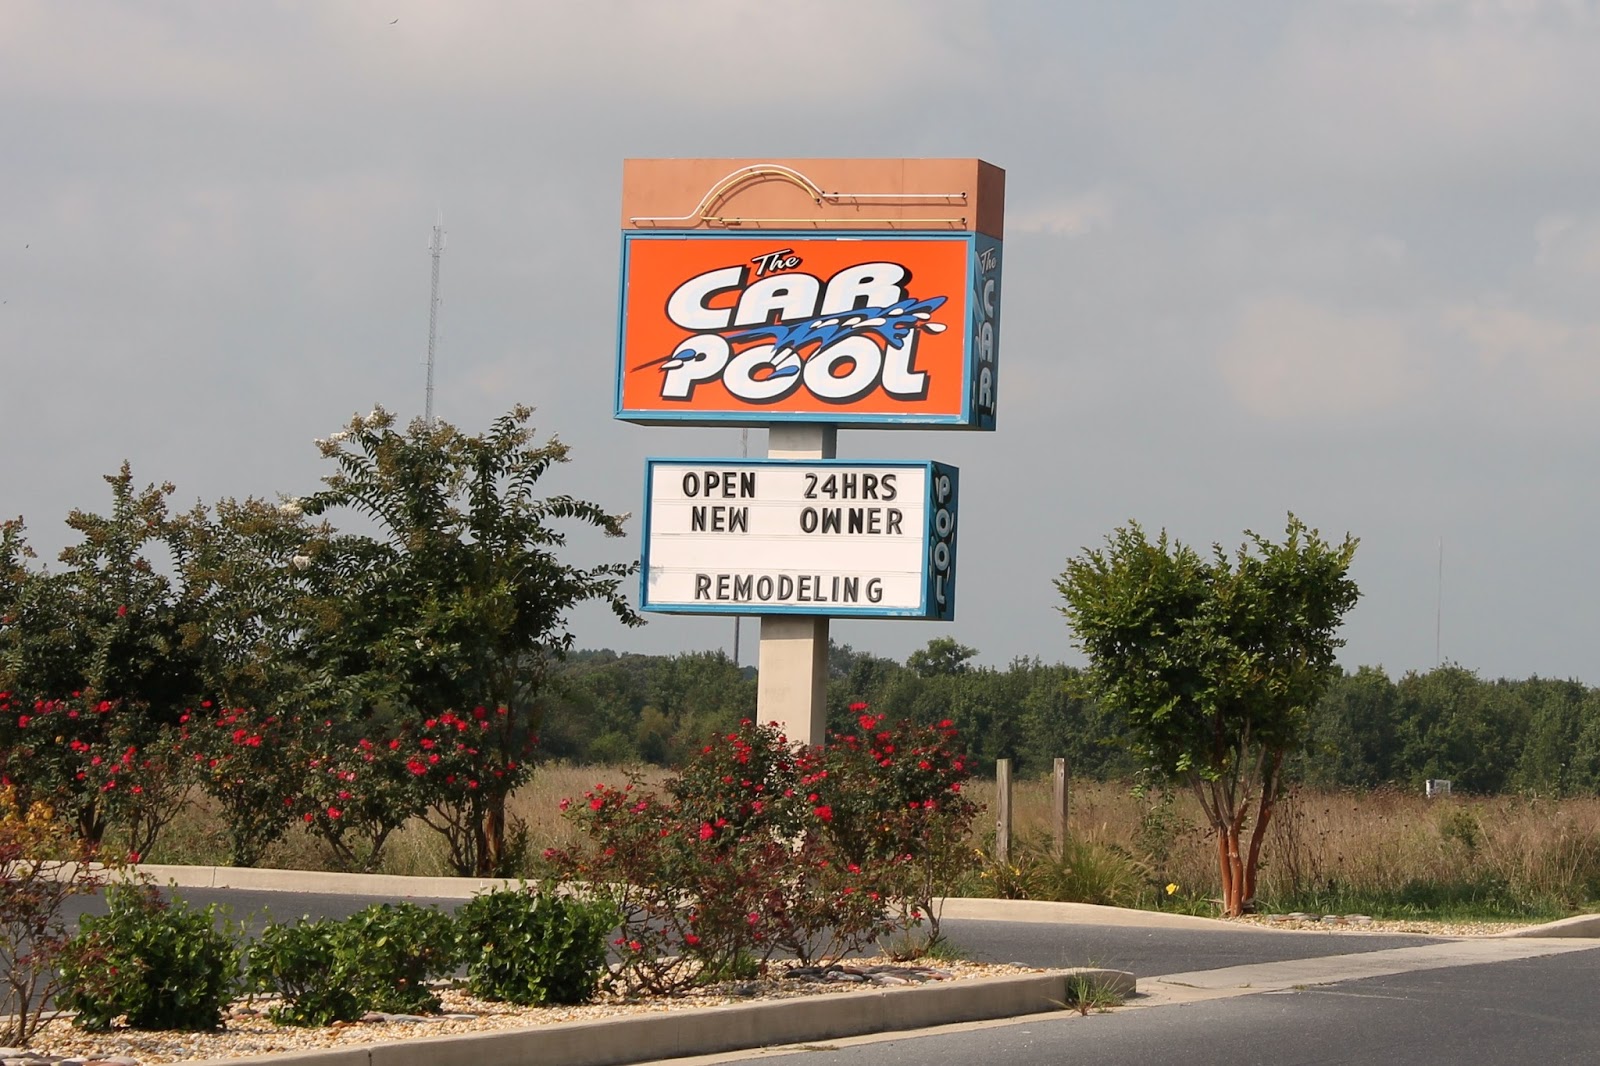 The
CAR
POOL
The CAR
OPEN 24HRS
NEW OWNER
REMODELING
POOL